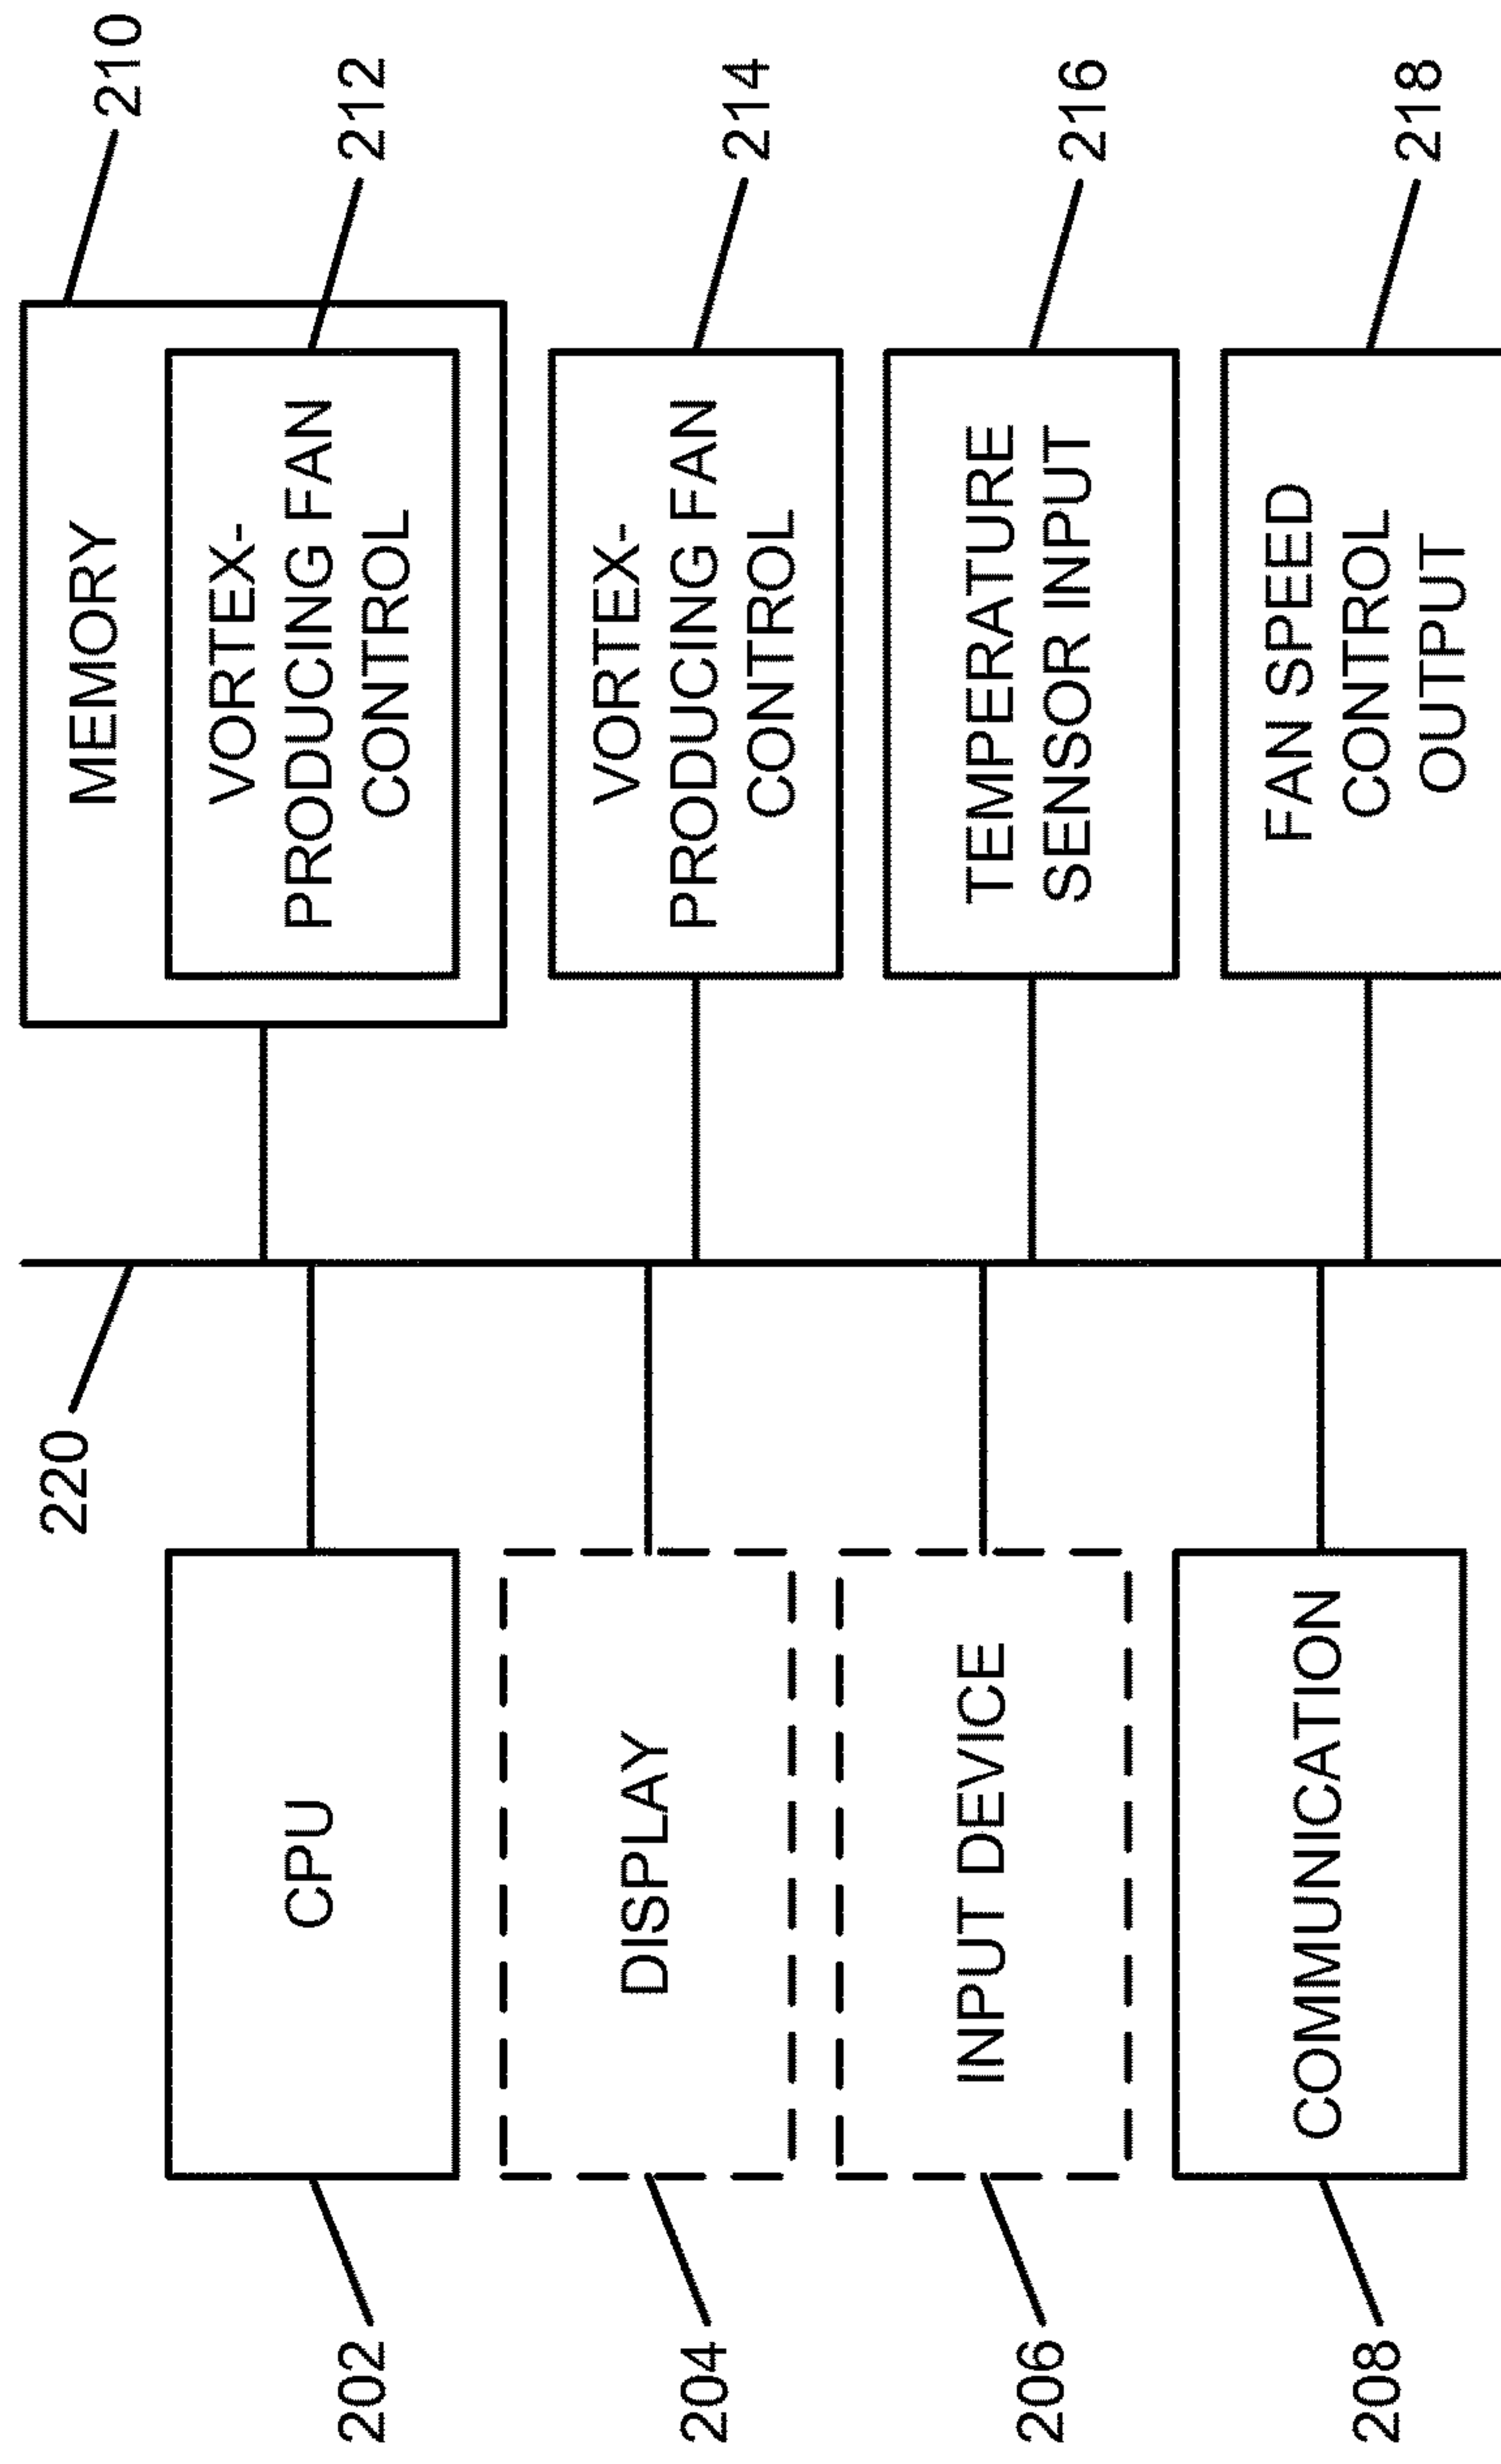 210
MEMORY
212
VORTEX-
PRODUCING FAN
CONTROL
220
202
CPU
214
VORTEX-
PRODUCING FAN
CONTROL
204
DISPLAY
216
TEMPERATURE
SENSOR INPUT
206
INPUT DEVICE
218
FAN SPEED
CONTROL
OUTPUT
208
COMMUNICATION